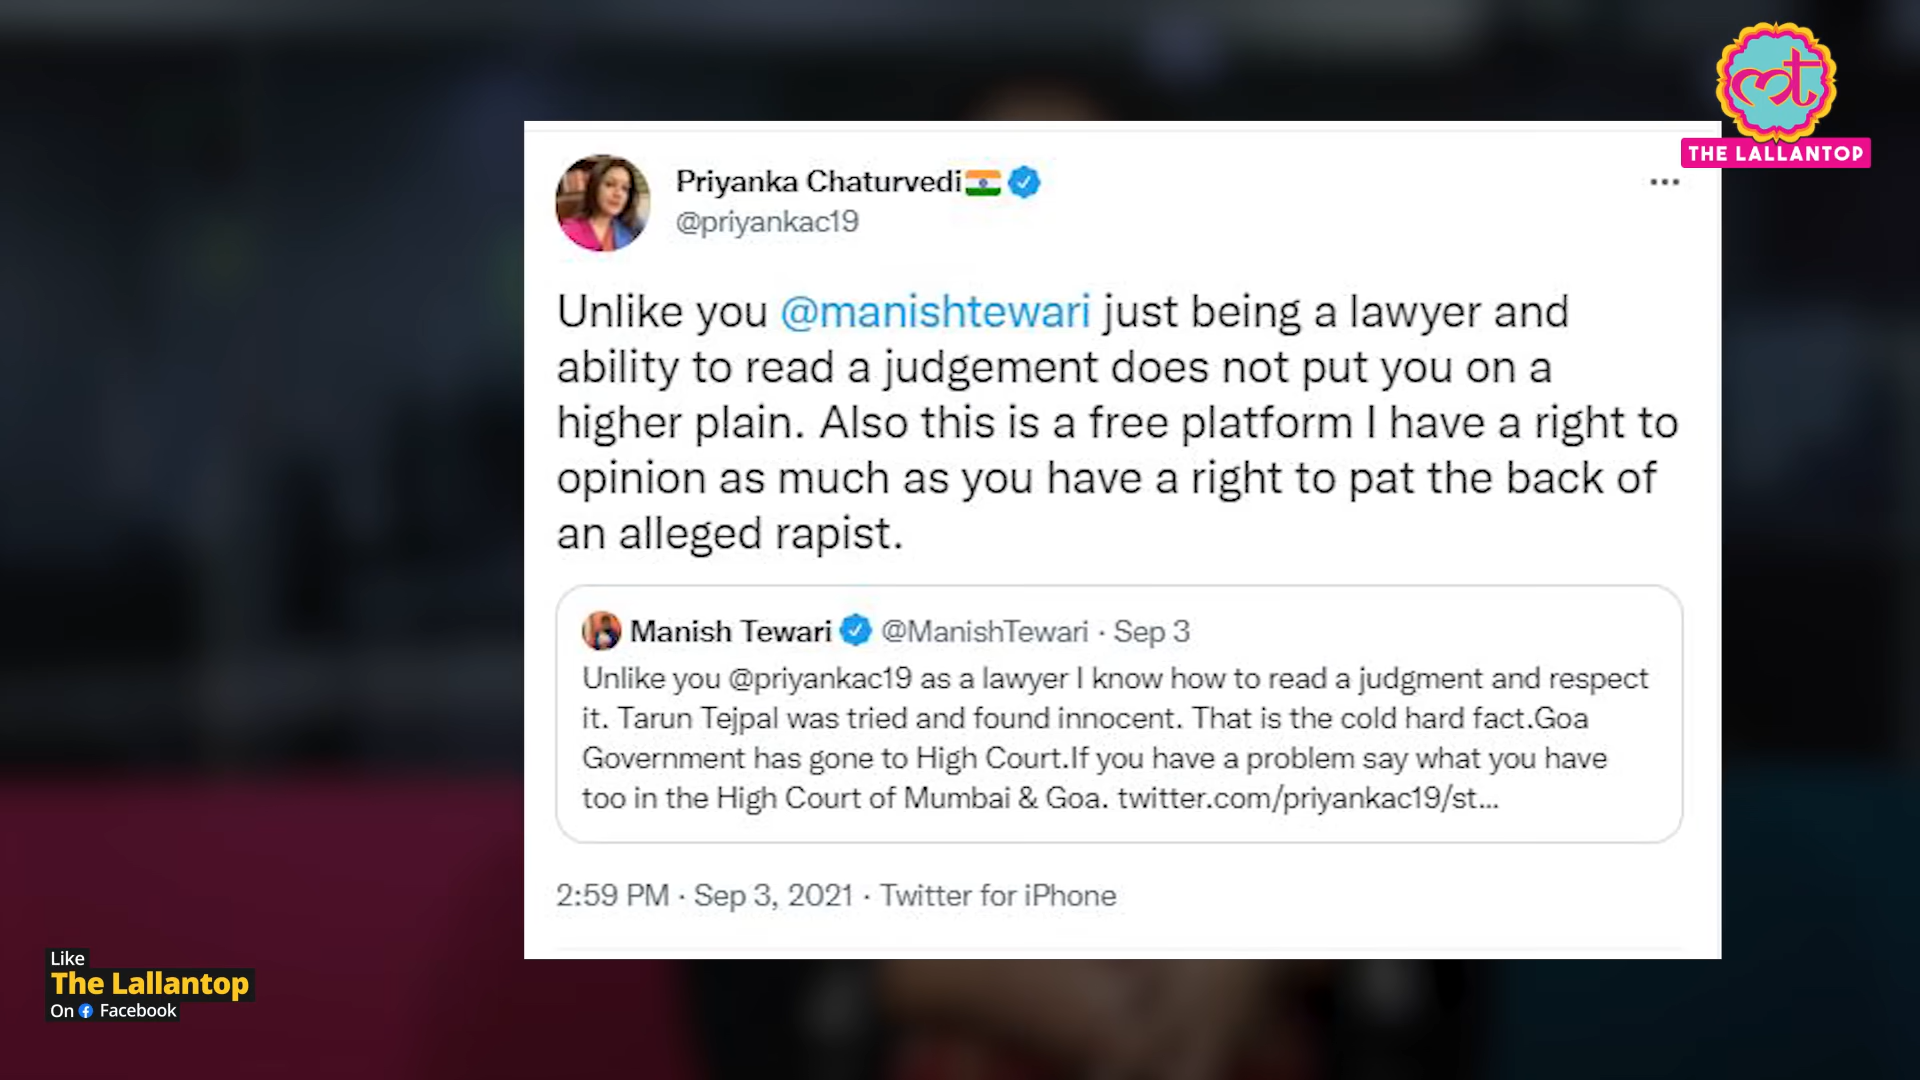 THE LALLANTOP
Priyanka Chaturvedi
@priyankac19
Unlike you @manishtewari just being a lawyer and
ability to read a judgement does not put you on a
higher plain. Also this is a free platform I have a right to
opinion as much as you have a right to pat the back of
an alleged rapist.
Manish Tewari @ManishTewari · Sep 3
Unlike you @priyankac19 as a lawyer I know how to read a judgment and respect
it. Tarun Tejpal was tried and found innocent. That is the cold hard fact.Goa
Government has gone to High Court.If you have a problem say what you have
too in the High Court of Mumbai & Goa. twitter.com/priyankac19/st...
2:59 PM · Sep 3, 2021 · Twitter for iPhone
Like
The Lallantop
On Facebook